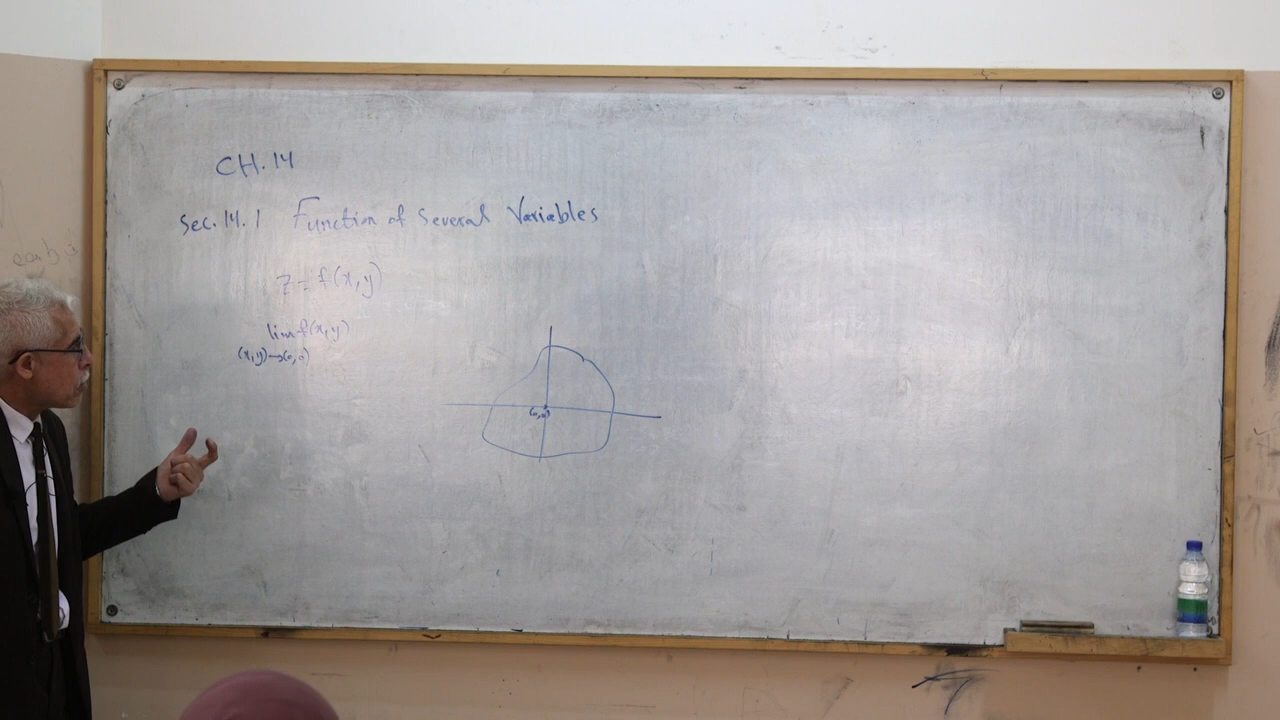 CH.14
Sec. 14.1 Function of Several Variables
z = f(x,y)
lim f(x,y)
(x,y)→(0,0)
(0,0)